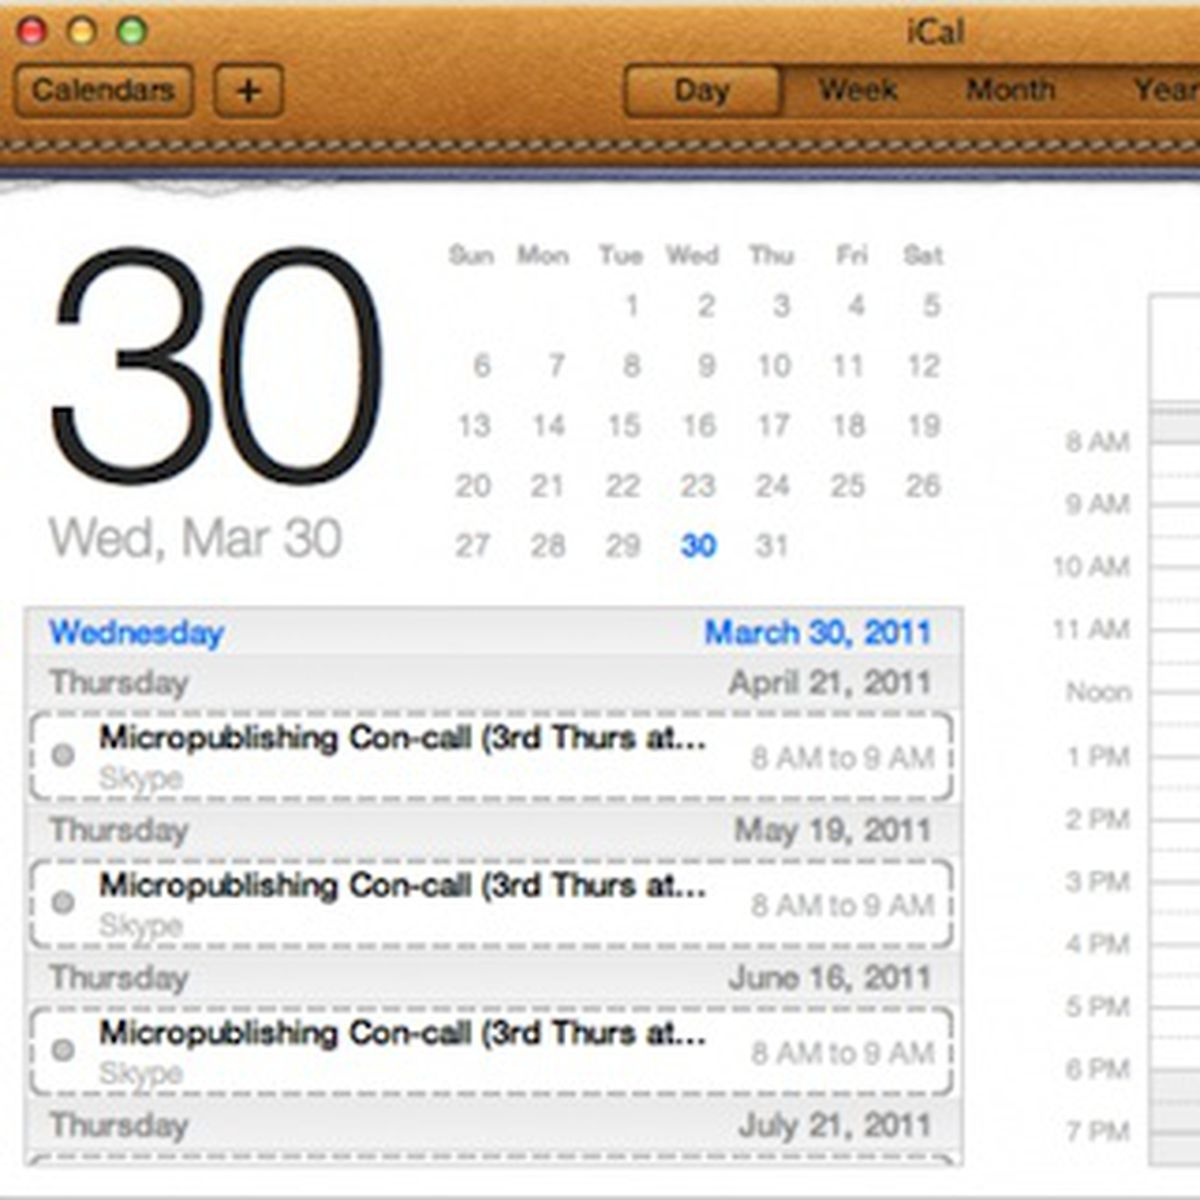 iCal
Calendars + Day Week Month Year
30
Wed, Mar 30
Sun Mon Tue Wed Thu Fri Sat
1 2 3 4 5
6 7 8 9 10 11 12
13 14 15 16 17 18 19
20 21 22 23 24 25 26
27 28 29 30 31
Wednesday March 30, 2011
Thursday April 21, 2011
Micropublishing Con-call (3rd Thurs at... 8 AM to 9 AM
Skype
Thursday May 19, 2011
Micropublishing Con-call (3rd Thurs at... 8 AM to 9 AM
Skype
Thursday June 16, 2011
Micropublishing Con-call (3rd Thurs at... 8 AM to 9 AM
Skype
Thursday July 21, 2011
8 AM
9 AM
10 AM
11 AM
Noon
1 PM
2 PM
3 PM
4 PM
5 PM
6 PM
7 PM